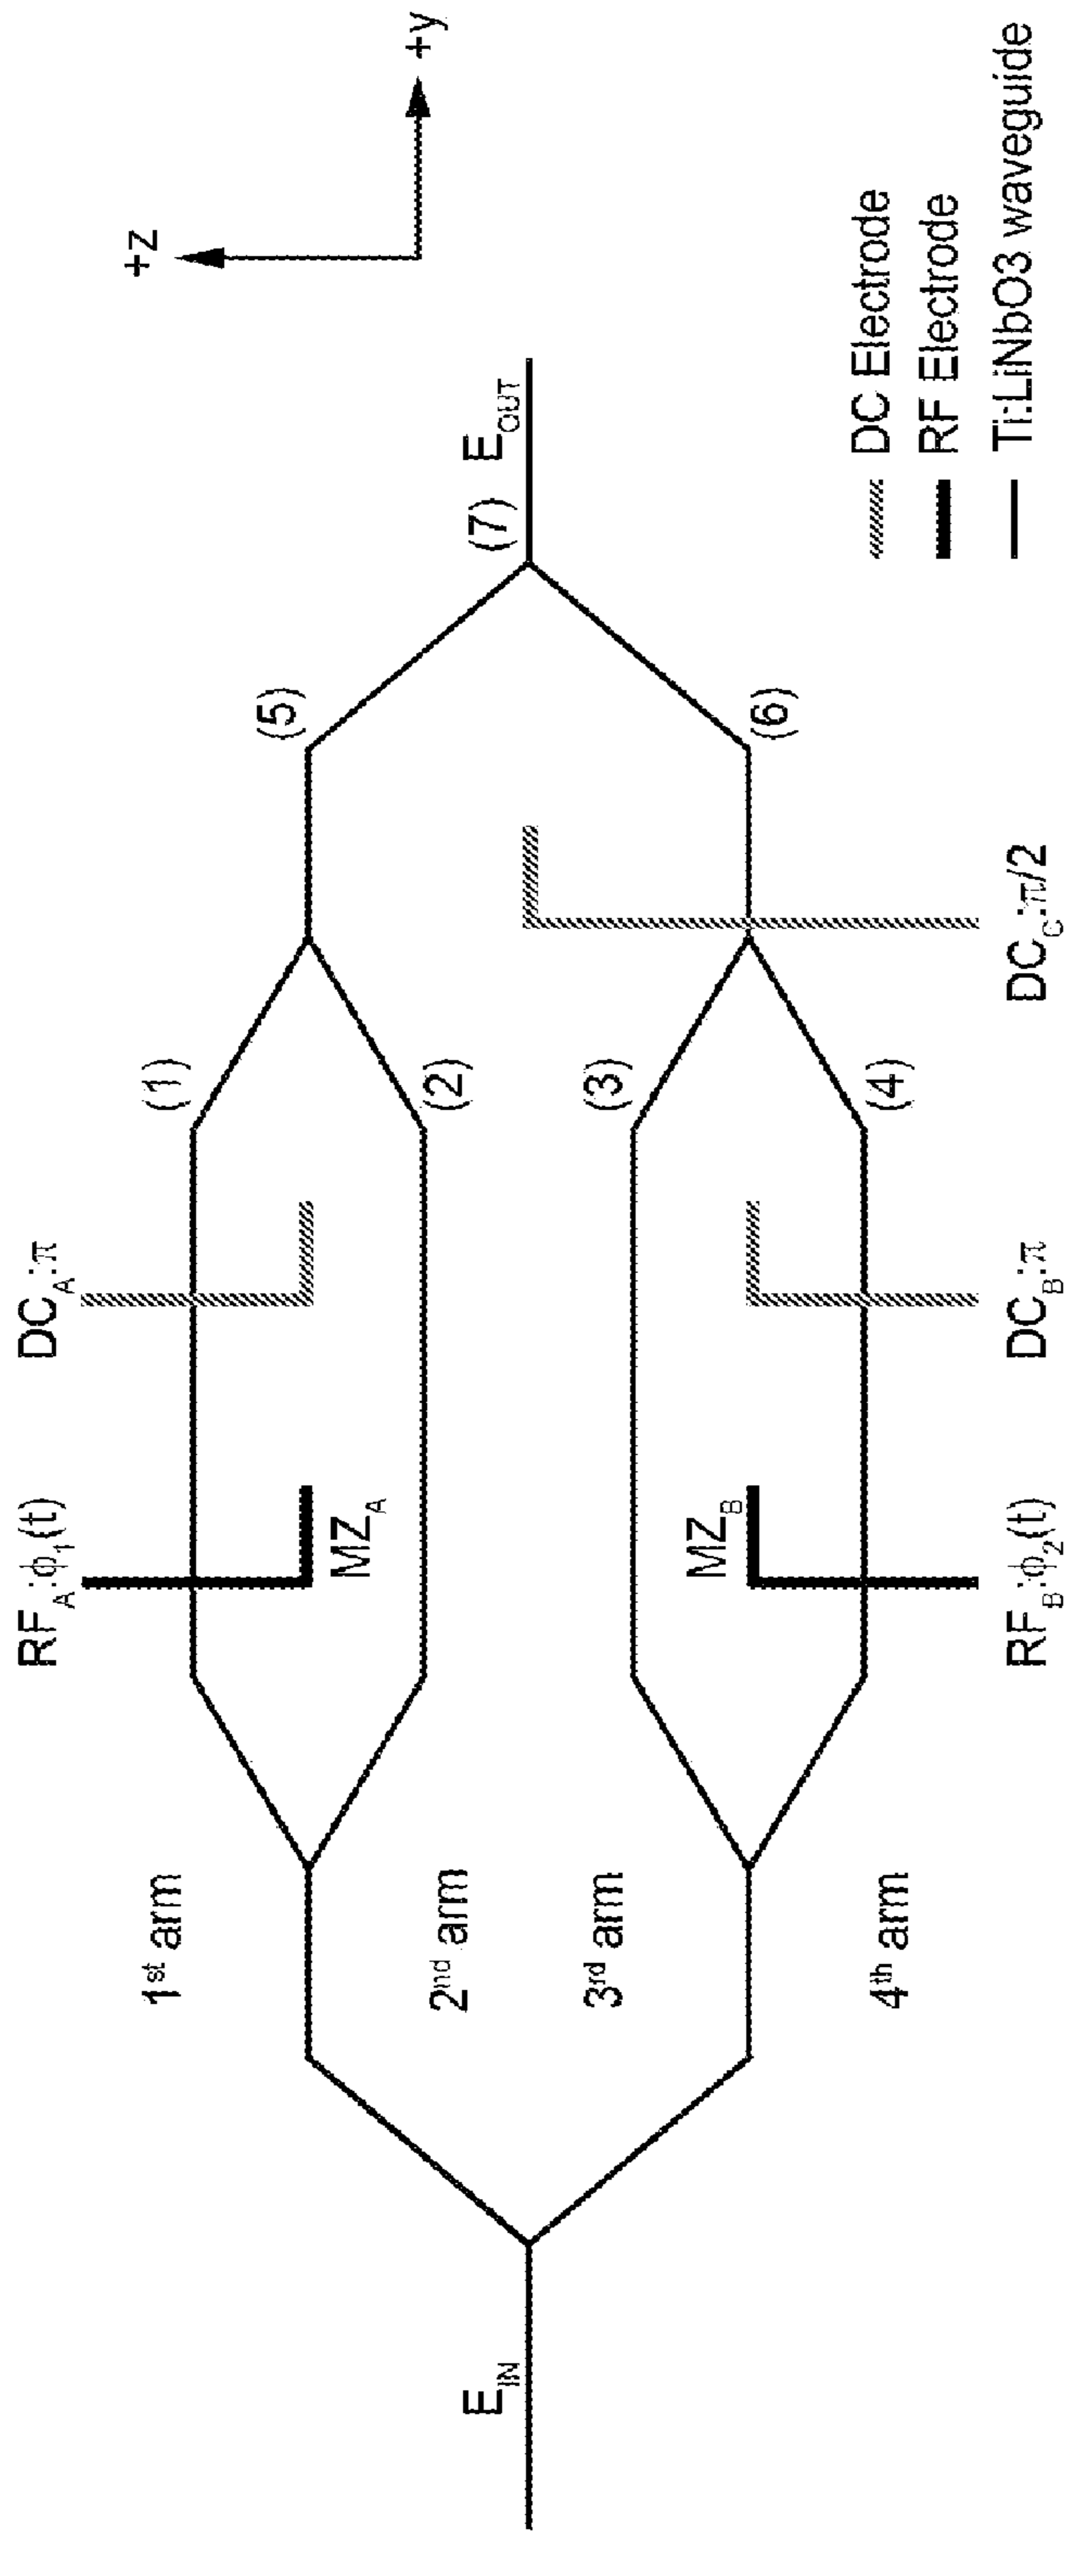 RF_A:ϕ₁(t)
DC_A:π
+z
+y
1st arm
(1)
MZ_A
(5)
2nd arm
(2)
E_IN
(7) E_OUT
3rd arm
MZ_B
(3)
(6)
4th arm
(4)
RF_B:ϕ₂(t)
DC_B:π
DC_C:π/2
DC Electrode
RF Electrode
Ti:LiNbO3 waveguide